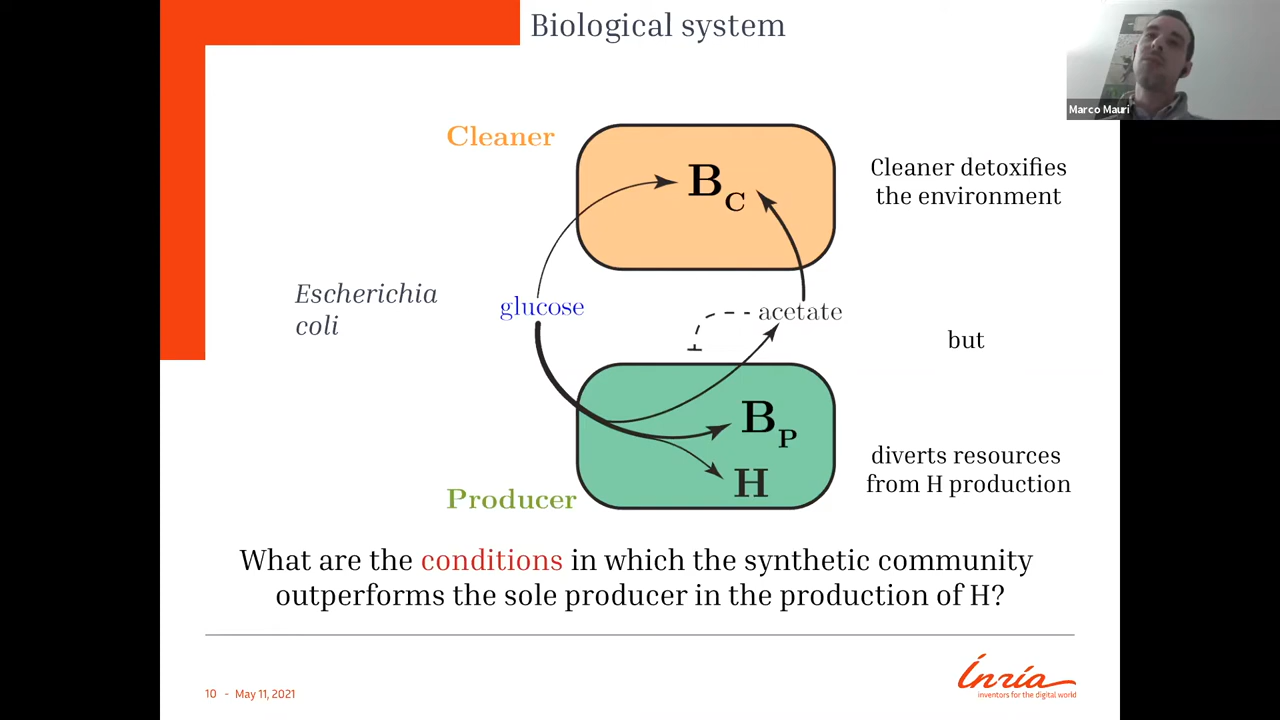 Biological system
Marco Mauri
Cleaner
B_C
Cleaner detoxifies
the environment
Escherichia
coli
glucose
acetate
but
B_P
H
diverts resources
from H production
Producer
What are the conditions in which the synthetic community
outperforms the sole producer in the production of H?
10 - May 11, 2021
Inria
inventors for the digital world